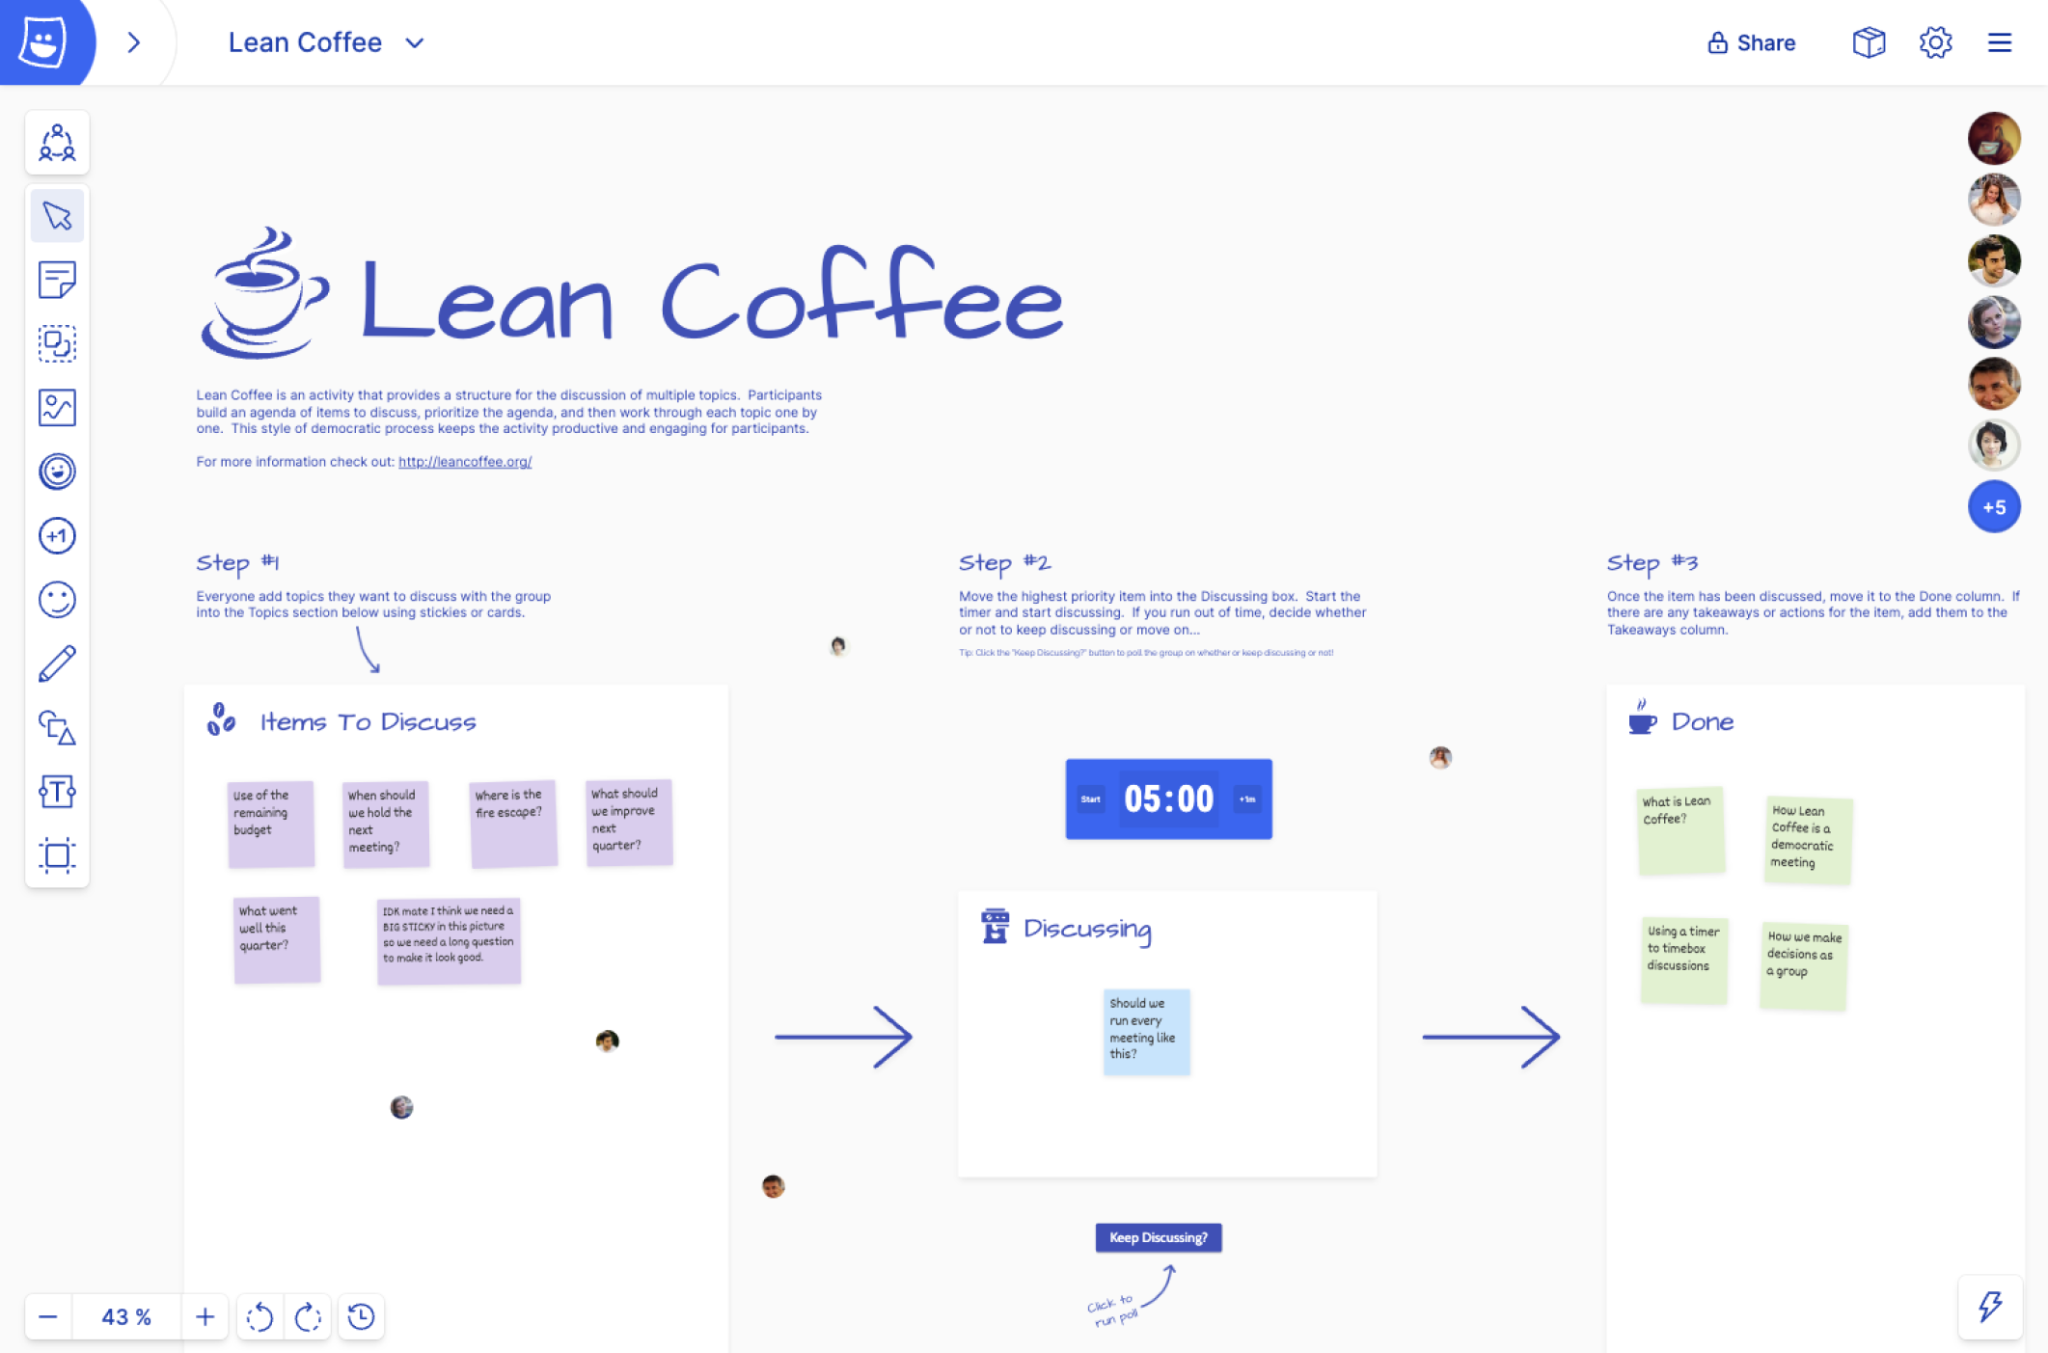 Lean Coffee
Share
Lean Coffee
Lean Coffee is an activity that provides a structure for the discussion of multiple topics. Participants
build an agenda of items to discuss, prioritize the agenda, and then work through each topic one by
one. This style of democratic process keeps the activity productive and engaging for participants.
For more information check out: http://leancoffee.org/
+5
+1
Step #1
Everyone add topics they want to discuss with the group
into the Topics section below using stickies or cards.
Items To Discuss
Use of the
remaining
budget
When should
we hold the
next
meeting?
Where is the
fire escape?
What should
we improve
next
quarter?
What went
well this
quarter?
IDK mate I think we need a
BIG STICKY in this picture
so we need a long question
to make it look good.
Step #2
Move the highest priority item into the Discussing box. Start the
timer and start discussing. If you run out of time, decide whether
or not to keep discussing or move on...
Tip: Click the "Keep Discussing?" button to poll the group on whether or keep discussing or not!
Start
05:00
+1m
Discussing
Should we
run every
meeting like
this?
Keep Discussing?
Click to
run poll
Step #3
Once the item has been discussed, move it to the Done column. If
there are any takeaways or actions for the item, add them to the
Takeaways column.
Done
What is Lean
Coffee?
How Lean
Coffee is a
democratic
meeting
Using a timer
to timebox
discussions
How we make
decisions as
a group
T
43 %